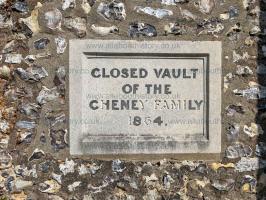 CLOSED VAULT
OF THE
CHENEY FAMILY
1864.